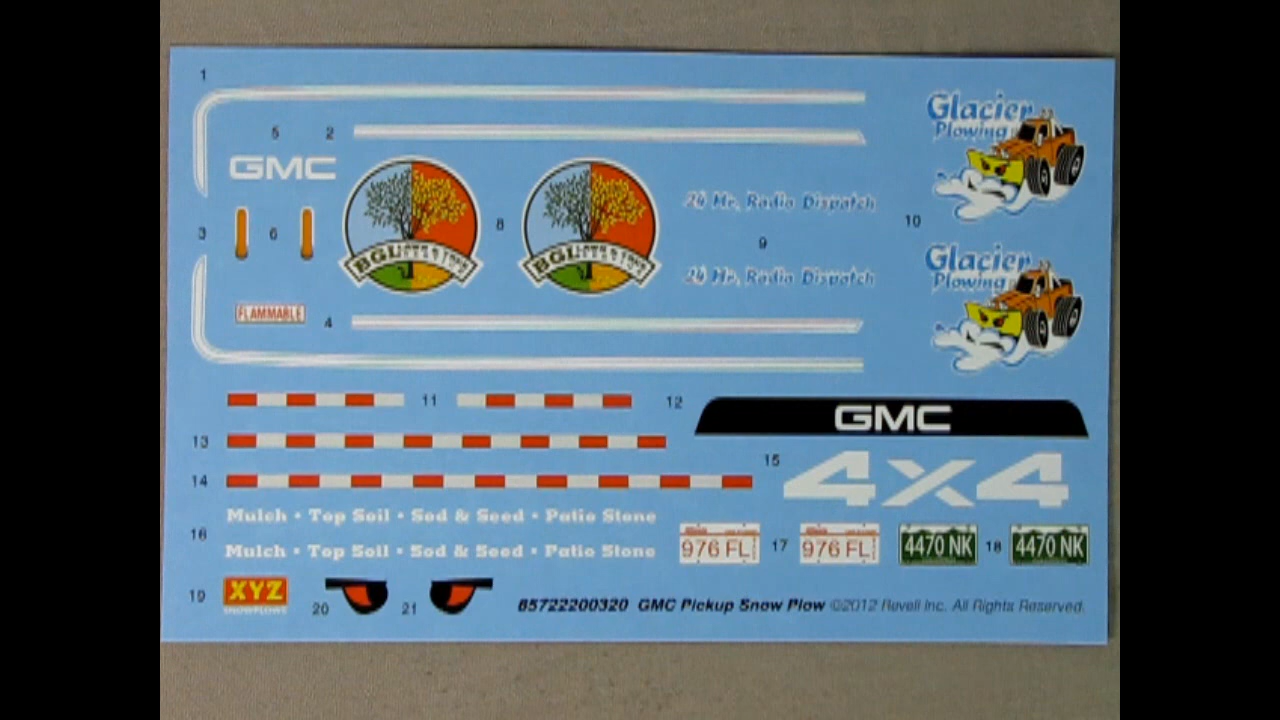 1
5 2
GMC
Glacier
Plowing
3 6 8
24 Hr. Radio Dispatch
10
9
24 Hr. Radio Dispatch
Glacier
Plowing
FLAMMABLE
4
11
12
GMC
13
15
4x4
14
Mulch • Top Soil • Sod & Seed • Patio Stone
16
Mulch • Top Soil • Sod & Seed • Patio Stone
976 FL 17 976 FL 4470 NK 18 4470 NK
19 XYZ
SNOWPLOWS
20 21
85722200320 GMC Pickup Snow Plow ©2012 Revell Inc. All Rights Reserved.